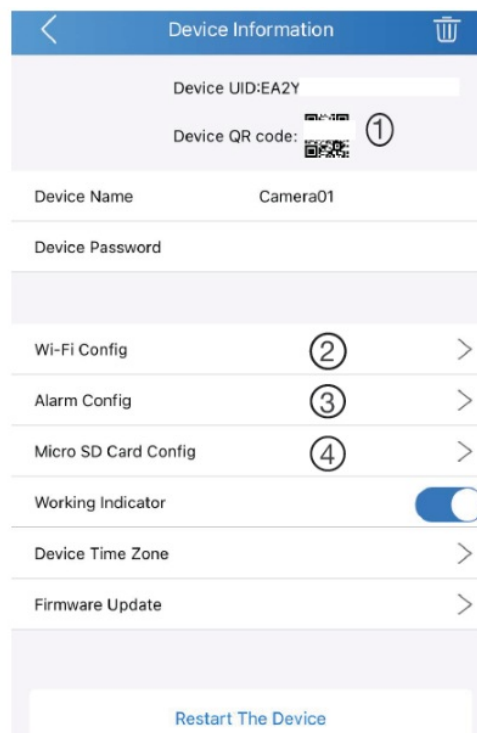 Device Information
Device UID:EA2Y
Device QR code: ①
Device Name Camera01
Device Password
Wi-Fi Config ②
Alarm Config ③
Micro SD Card Config ④
Working Indicator
Device Time Zone
Firmware Update
Restart The Device